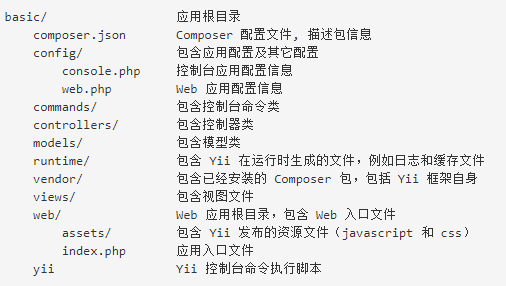 basic/ 应用根目录
composer.json Composer 配置文件, 描述包信息
config/ 包含应用配置及其它配置
console.php 控制台应用配置信息
web.php Web 应用配置信息
commands/ 包含控制台命令类
controllers/ 包含控制器类
models/ 包含模型类
runtime/ 包含 Yii 在运行时生成的文件，例如日志和缓存文件
vendor/ 包含已经安装的 Composer 包，包括 Yii 框架自身
views/ 包含视图文件
web/ Web 应用根目录，包含 Web 入口文件
assets/ 包含 Yii 发布的资源文件（javascript 和 css）
index.php 应用入口文件
yii Yii 控制台命令执行脚本